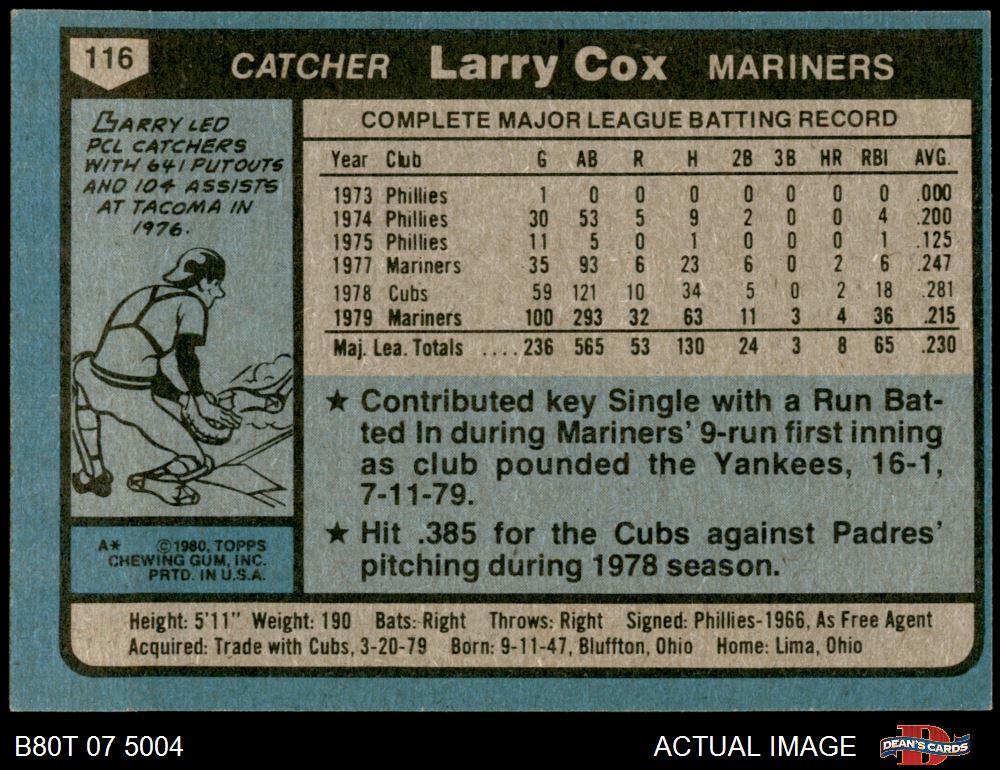 116 CATCHER Larry Cox MARINERS
BARRY LED
PCL CATCHERS
WITH 641 PUTOUTS
AND 104 ASSISTS
AT TACOMA IN
1976.
A* ©1980, TOPPS
CHEWING GUM, INC.
PRTD. IN U.S.A.
COMPLETE MAJOR LEAGUE BATTING RECORD
Year Club G AB R H 2B 3B HR RBI AVG.
1973 Phillies 1 0 0 0 0 0 0 0 .000
1974 Phillies 30 53 5 9 2 0 0 4 .200
1975 Phillies 11 5 0 1 0 0 0 1 .125
1977 Mariners 35 93 6 23 6 0 2 6 .247
1978 Cubs 59 121 10 34 5 0 2 18 .281
1979 Mariners 100 293 32 63 11 3 4 36 .215
Maj. Lea. Totals ....236 565 53 130 24 3 8 65 .230
★ Contributed key Single with a Run Bat-
ted In during Mariners' 9-run first inning
as club pounded the Yankees, 16-1,
7-11-79.
★ Hit .385 for the Cubs against Padres'
pitching during 1978 season.
Height: 5'11" Weight: 190 Bats: Right Throws: Right Signed: Phillies-1966, As Free Agent
Acquired: Trade with Cubs, 3-20-79 Born: 9-11-47, Bluffton, Ohio Home: Lima, Ohio
B80T 07 5004 ACTUAL IMAGE D DEAN'S CARDS